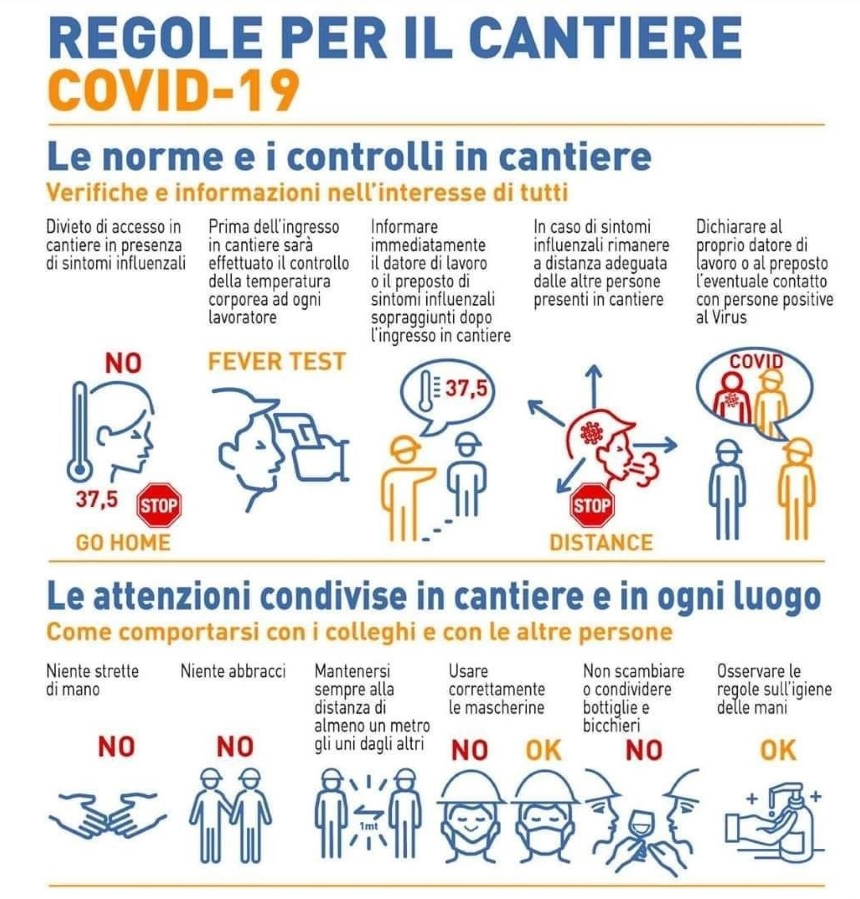 REGOLE PER IL CANTIERE
COVID-19
Le norme e i controlli in cantiere
Verifiche e informazioni nell'interesse di tutti
Divieto di accesso in
cantiere in presenza
di sintomi influenzali
NO
37,5
STOP
GO HOME
Prima dell'ingresso
in cantiere sarà
effettuato il controllo
della temperatura
corporea ad ogni
lavoratore
FEVER TEST
Informare
immediatamente
il datore di lavoro
o il preposto di
sintomi influenzali
sopraggiunti dopo
l'ingresso in cantiere
37,5
In caso di sintomi
influenzali rimanere
a distanza adeguata
dalle altre persone
presenti in cantiere
STOP
DISTANCE
Dichiarare al
proprio datore di
lavoro o al preposto
l'eventuale contatto
con persone positive
al Virus
COVID
Le attenzioni condivise in cantiere e in ogni luogo
Come comportarsi con i colleghi e con le altre persone
Niente strette
di mano
NO
Niente abbracci
NO
Mantenersi
sempre alla
distanza di
almeno un metro
gli uni dagli altri
1mt
Usare
correttamente
le mascherine
NO OK
Non scambiare
o condividere
bottiglie e
bicchieri
NO
Osservare le
regole sull'igiene
delle mani
OK